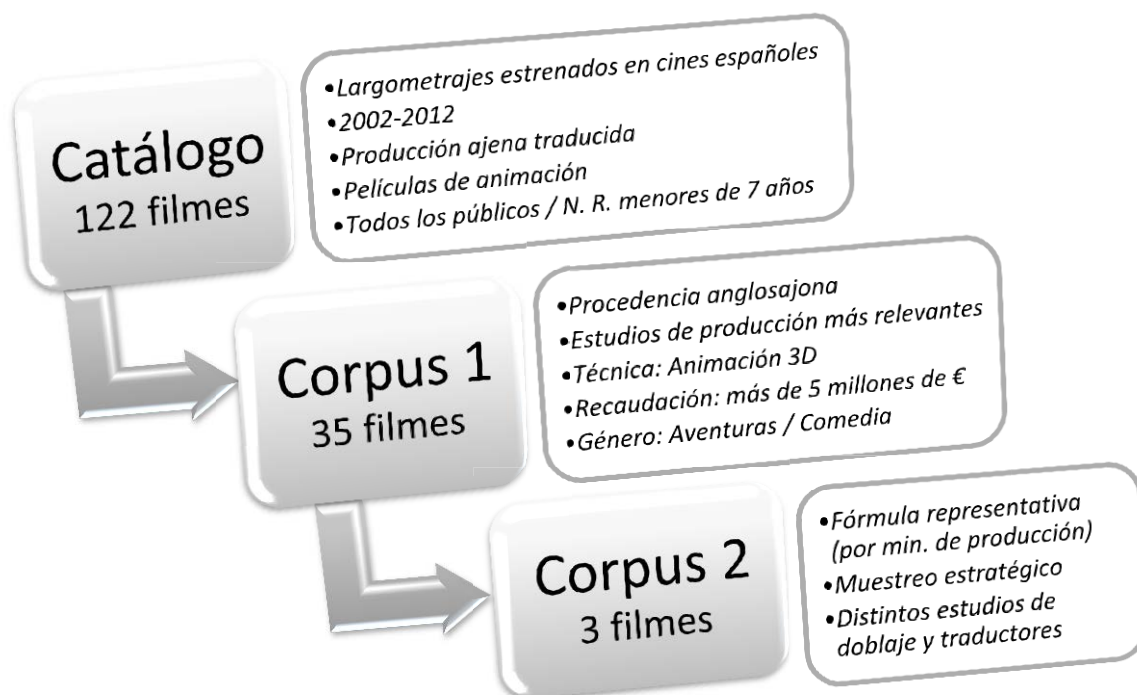 Catálogo
122 filmes
•Largometrajes estrenados en cines españoles
•2002-2012
•Producción ajena traducida
•Películas de animación
•Todos los públicos / N. R. menores de 7 años
Corpus 1
35 filmes
•Procedencia anglosajona
•Estudios de producción más relevantes
•Técnica: Animación 3D
•Recaudación: más de 5 millones de €
•Género: Aventuras / Comedia
Corpus 2
3 filmes
•Fórmula representativa
(por min. de producción)
•Muestreo estratégico
•Distintos estudios de
doblaje y traductores